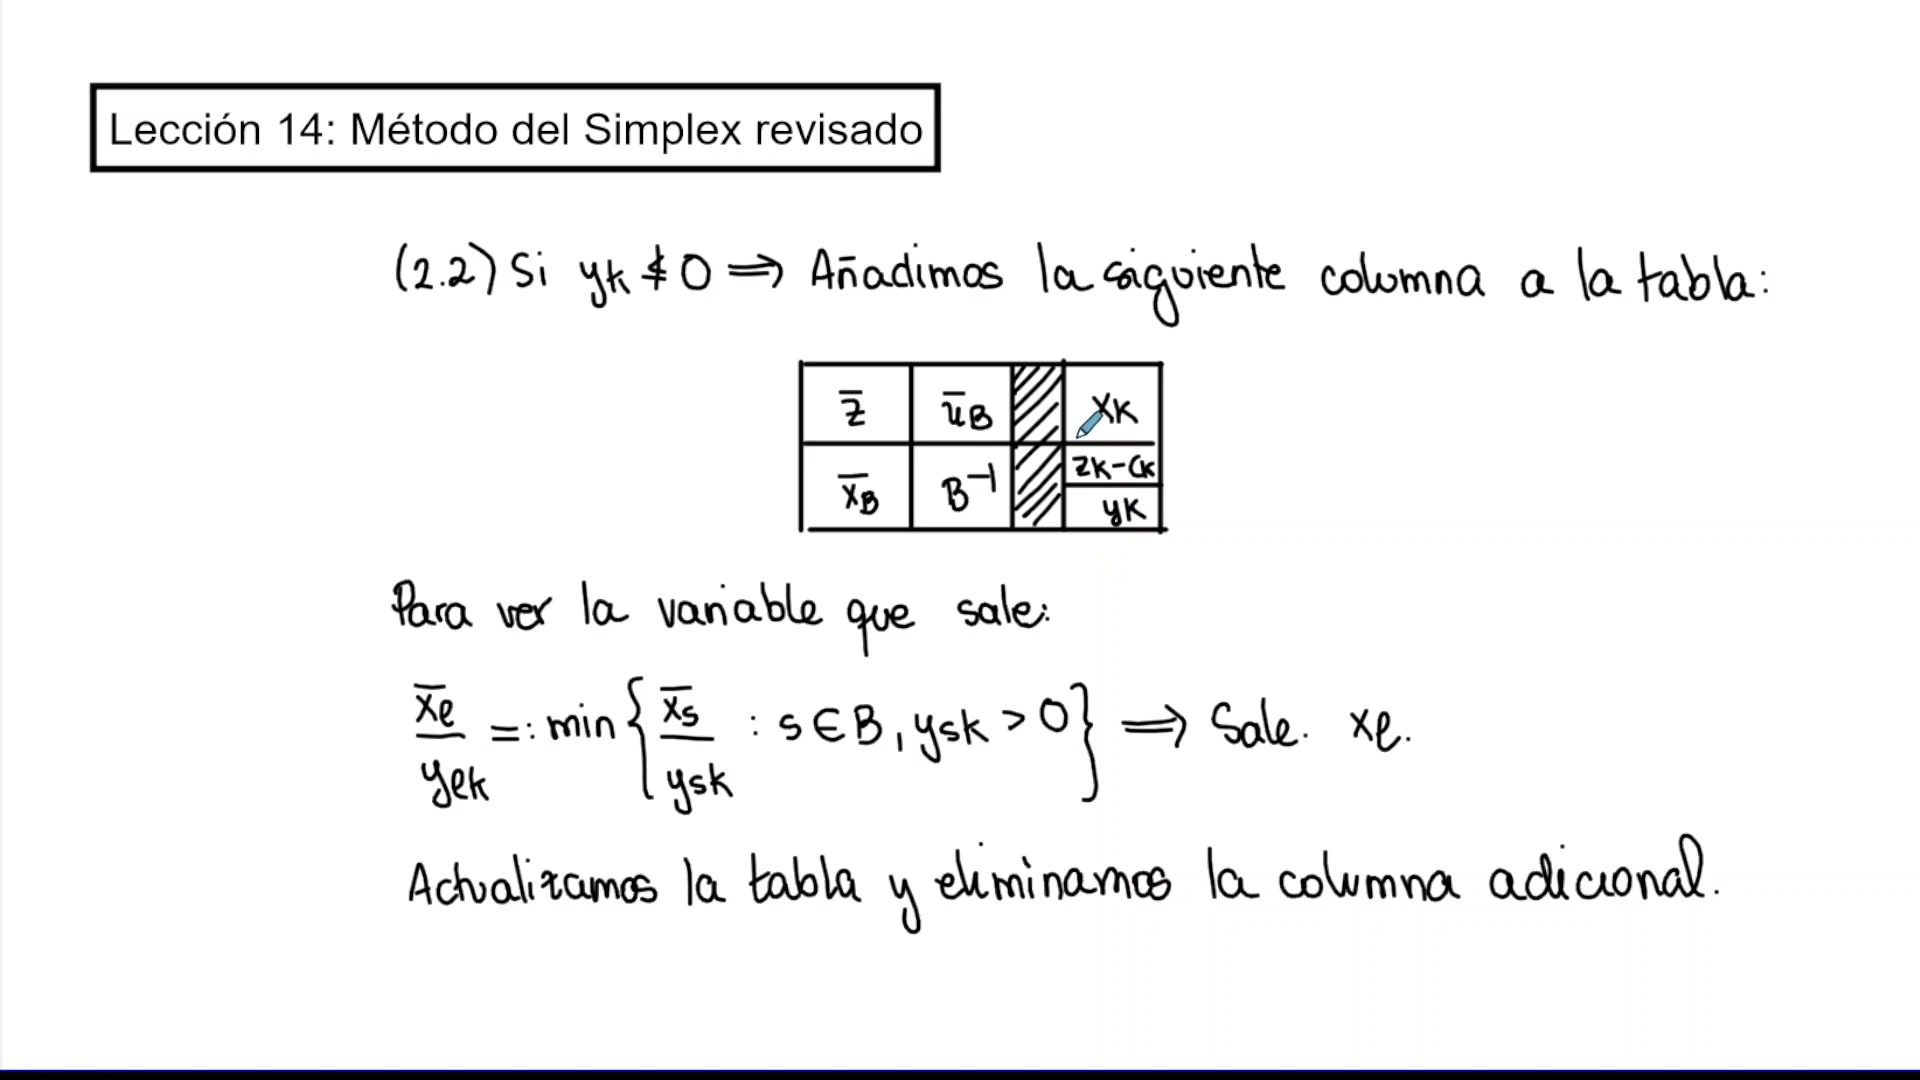 Lección 14: Método del Simplex revisado
(2.2) Si yk ≰ 0 ⟹ Añadimos la siguiente columna a la tabla:
z̄ ūB xk
zk-ck
x̄B B⁻¹ yk
Para ver la variable que sale:
x̄e/yek =: min { x̄s/ysk : s ∈ B, ysk > 0 } ⟹ Sale. xe.
Actualizamos la tabla y eliminamos la columna adicional.